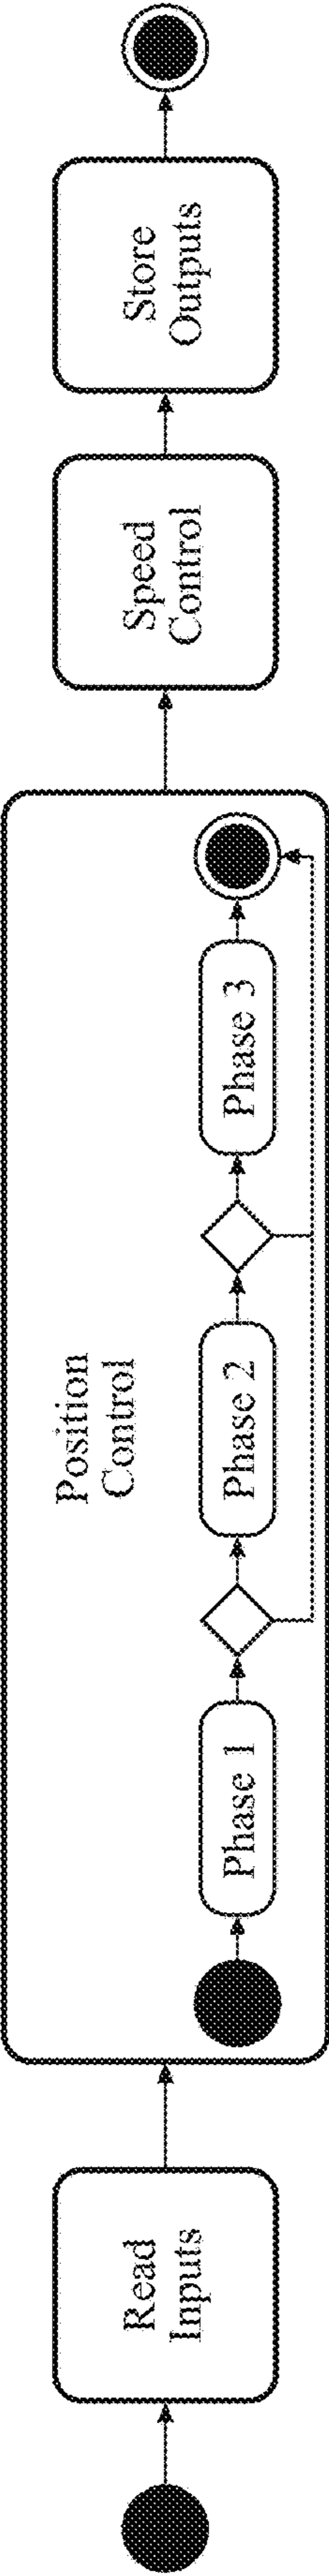 Read
Inputs
Position
Control
Phase 1
Phase 2
Phase 3
Speed
Control
Store
Outputs